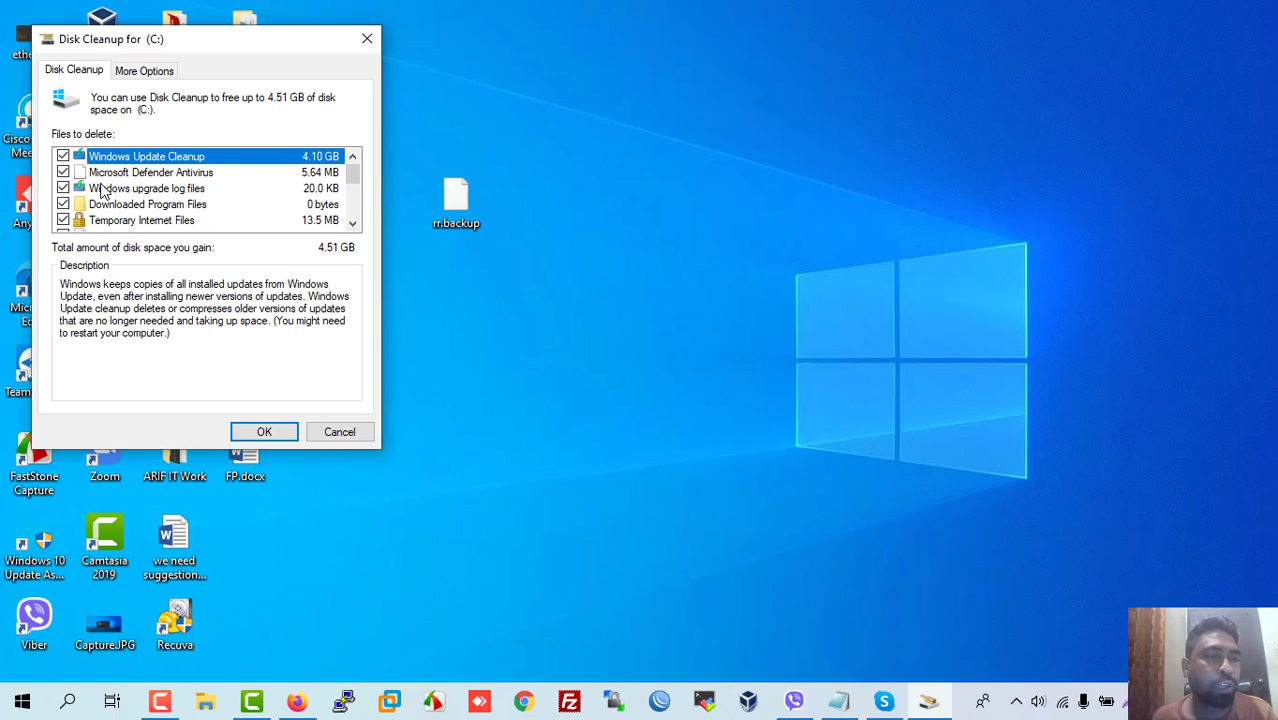 Disk Cleanup for (C:)
Disk Cleanup
More Options
You can use Disk Cleanup to free up to 4.51 GB of disk
space on (C:).
Files to delete:
Windows Update Cleanup 4.10 GB
Microsoft Defender Antivirus 5.64 MB
Windows upgrade log files 20.0 KB
Downloaded Program Files 0 bytes
Temporary Internet Files 13.5 MB
Total amount of disk space you gain: 4.51 GB
Description
Windows keeps copies of all installed updates from Windows
Update, even after installing newer versions of updates. Windows
Update cleanup deletes or compresses older versions of updates
that are no longer needed and taking up space. (You might need
to restart your computer.)
OK
Cancel
rr.backup
ethe
Cisco
Mee
Any
Micr
Ed
Team
FastStone
Capture
Zoom
ARIF IT Work
FP.docx
Windows 10
Update As...
Camtasia
2019
we need
suggestion...
Viber
Capture.JPG
Recuva